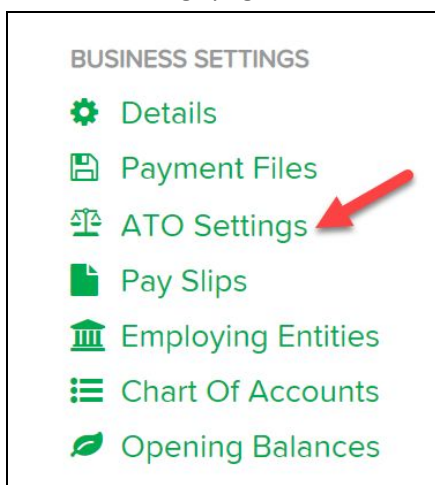 BUSINESS SETTINGS
Details
Payment Files
ATO Settings
Pay Slips
Employing Entities
Chart Of Accounts
Opening Balances